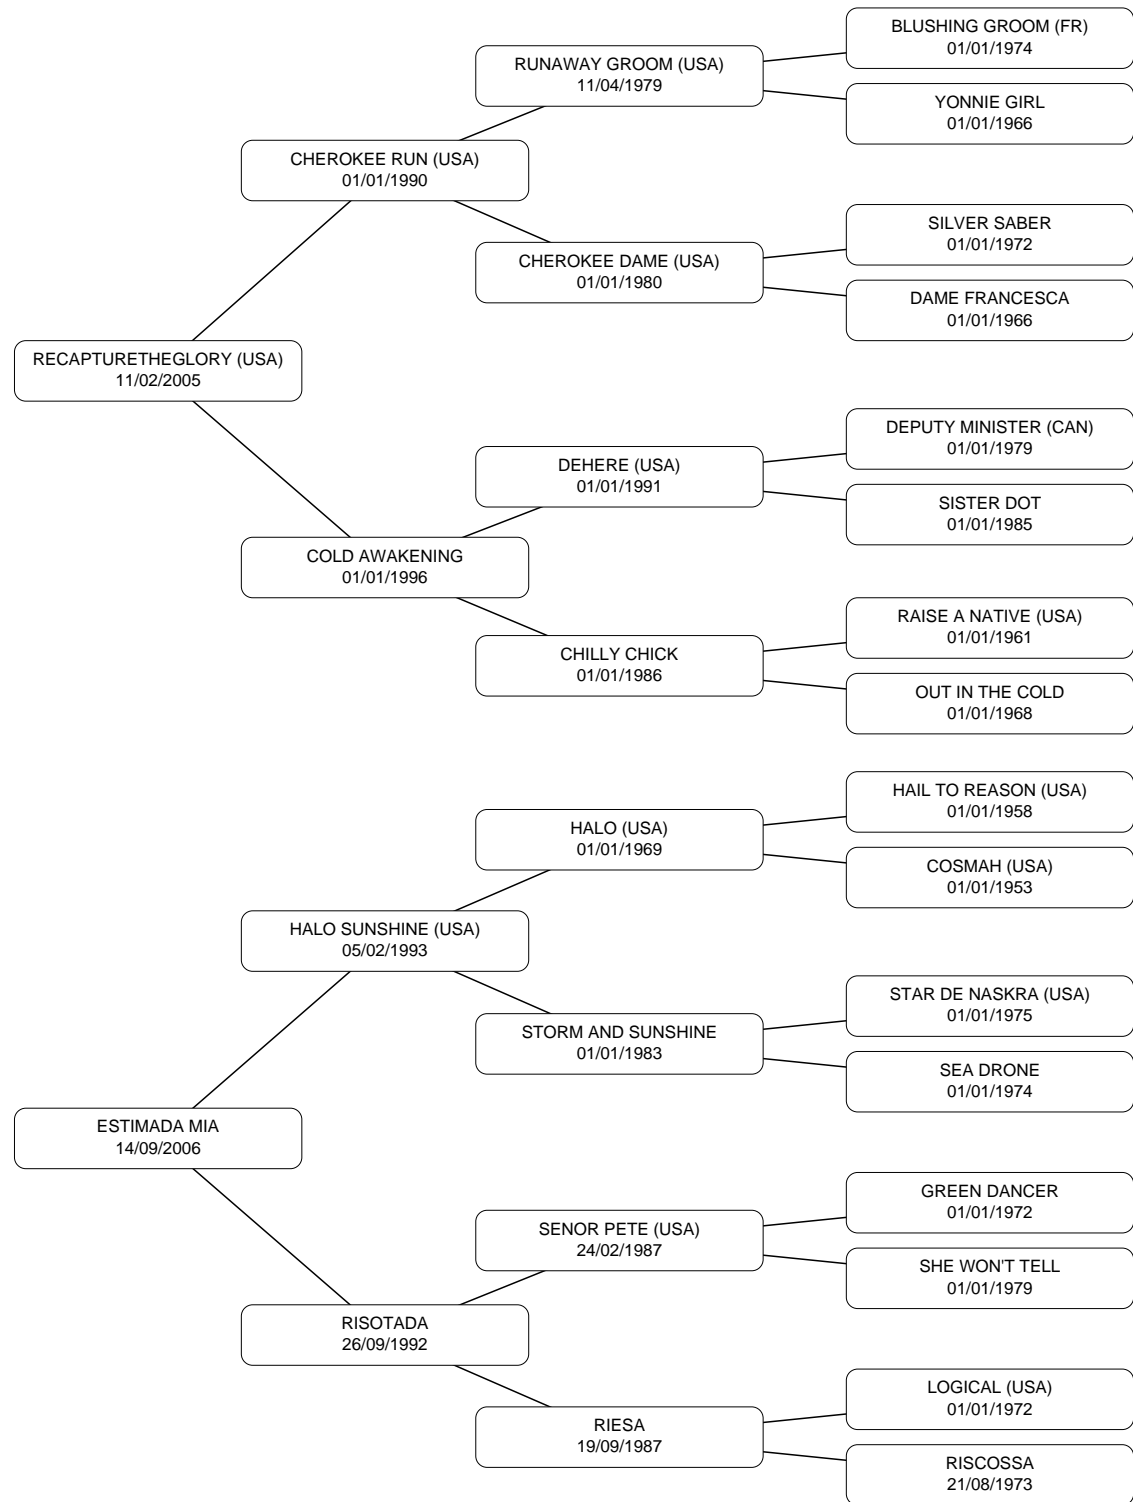 BLUSHING GROOM (FR)
01/01/1974
RUNAWAY GROOM (USA)
11/04/1979
YONNIE GIRL
01/01/1966
CHEROKEE RUN (USA)
01/01/1990
SILVER SABER
01/01/1972
CHEROKEE DAME (USA)
01/01/1980
DAME FRANCESCA
01/01/1966
RECAPTURETHEGLORY (USA)
11/02/2005
DEPUTY MINISTER (CAN)
01/01/1979
DEHERE (USA)
01/01/1991
SISTER DOT
01/01/1985
COLD AWAKENING
01/01/1996
RAISE A NATIVE (USA)
01/01/1961
CHILLY CHICK
01/01/1986
OUT IN THE COLD
01/01/1968
HAIL TO REASON (USA)
01/01/1958
HALO (USA)
01/01/1969
COSMAH (USA)
01/01/1953
HALO SUNSHINE (USA)
05/02/1993
STAR DE NASKRA (USA)
01/01/1975
STORM AND SUNSHINE
01/01/1983
SEA DRONE
01/01/1974
ESTIMADA MIA
14/09/2006
GREEN DANCER
01/01/1972
SENOR PETE (USA)
24/02/1987
SHE WON'T TELL
01/01/1979
RISOTADA
26/09/1992
LOGICAL (USA)
01/01/1972
RIESA
19/09/1987
RISCOSSA
21/08/1973